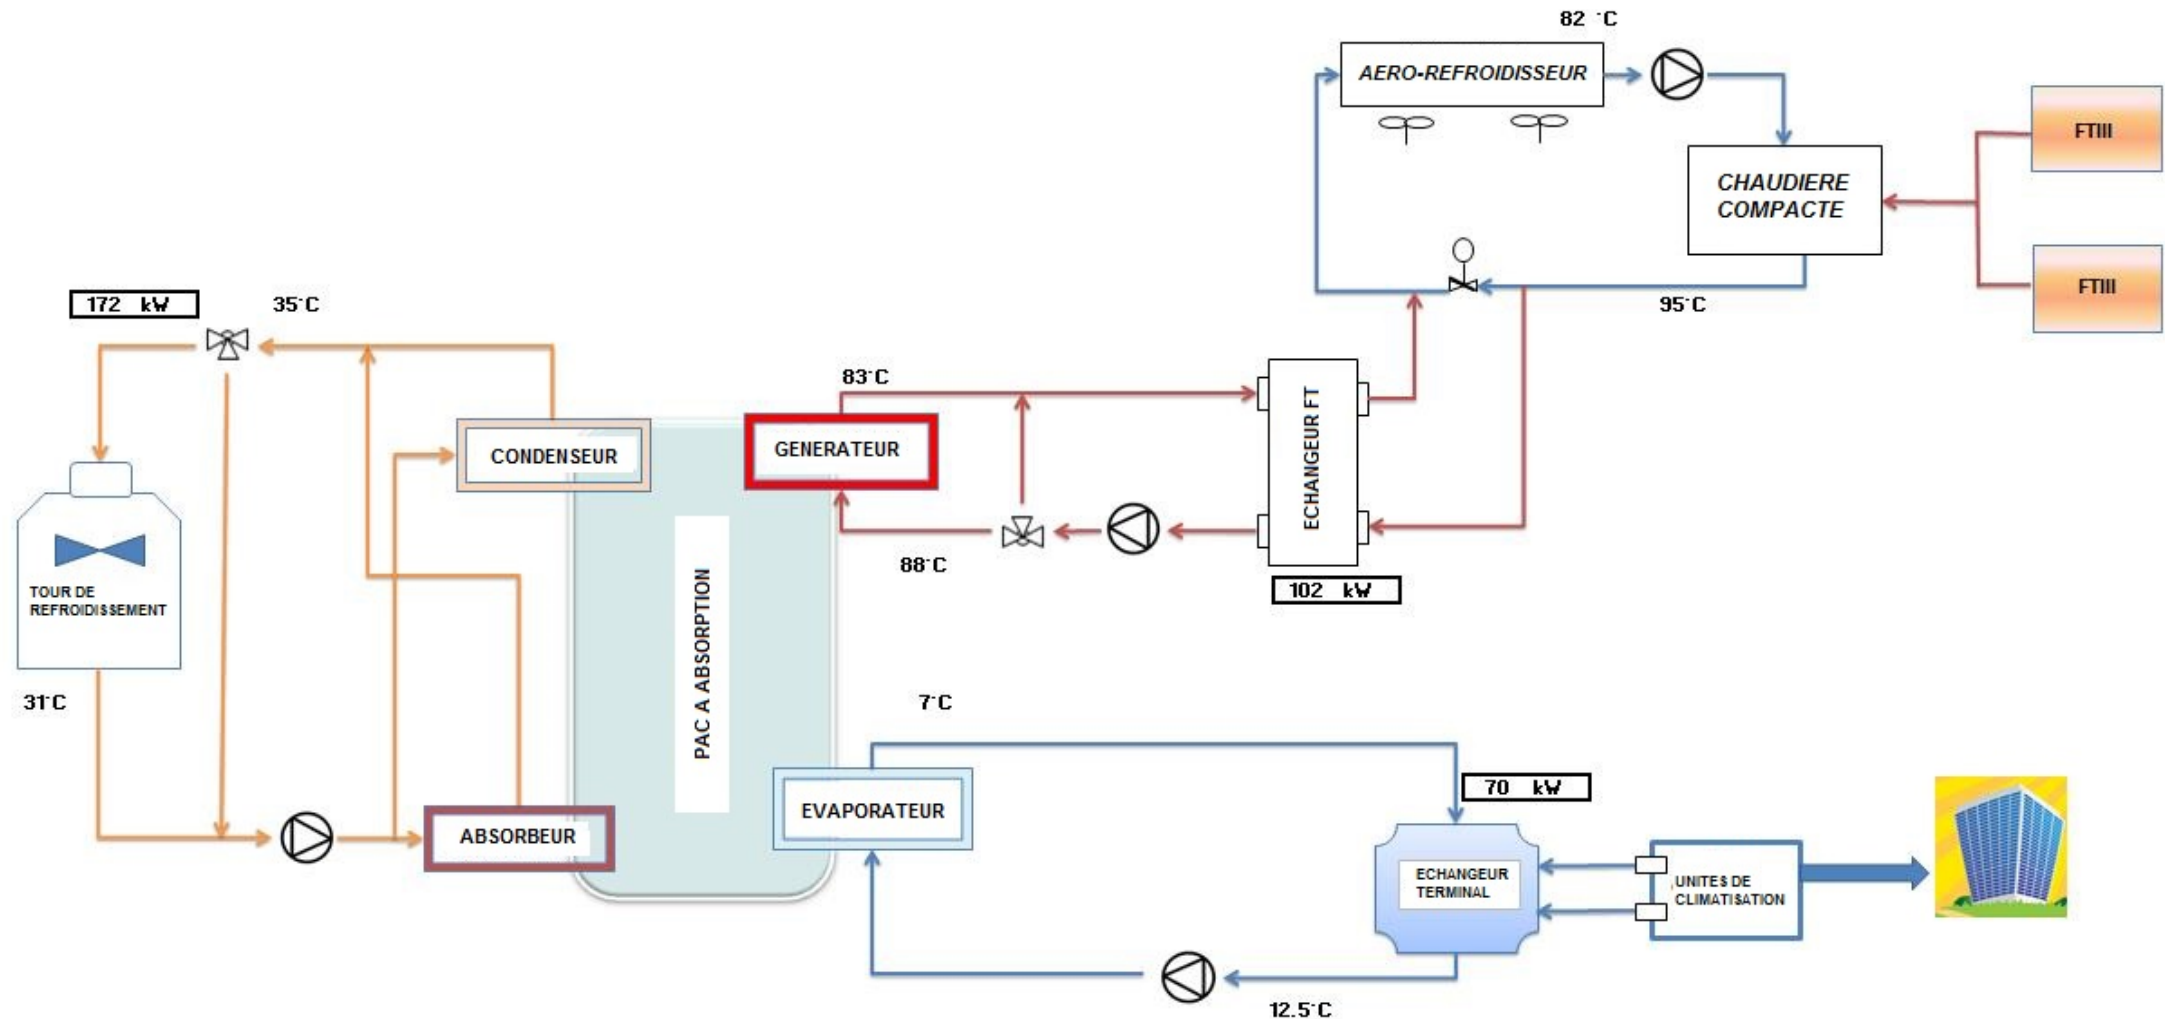 82 °C
AERO-REFROIDISSEUR
FTIII
CHAUDIERE
COMPACTE
FTIII
95°C
172 kW
35°C
83°C
ECHANGEUR FT
GENERATEUR
CONDENSEUR
88°C
102 kW
TOUR DE
REFROIDISSEMENT
PAC A ABSORPTION
31°C
7°C
70 kW
EVAPORATEUR
ABSORBEUR
ECHANGEUR
TERMINAL
UNITES DE
CLIMATISATION
12.5°C